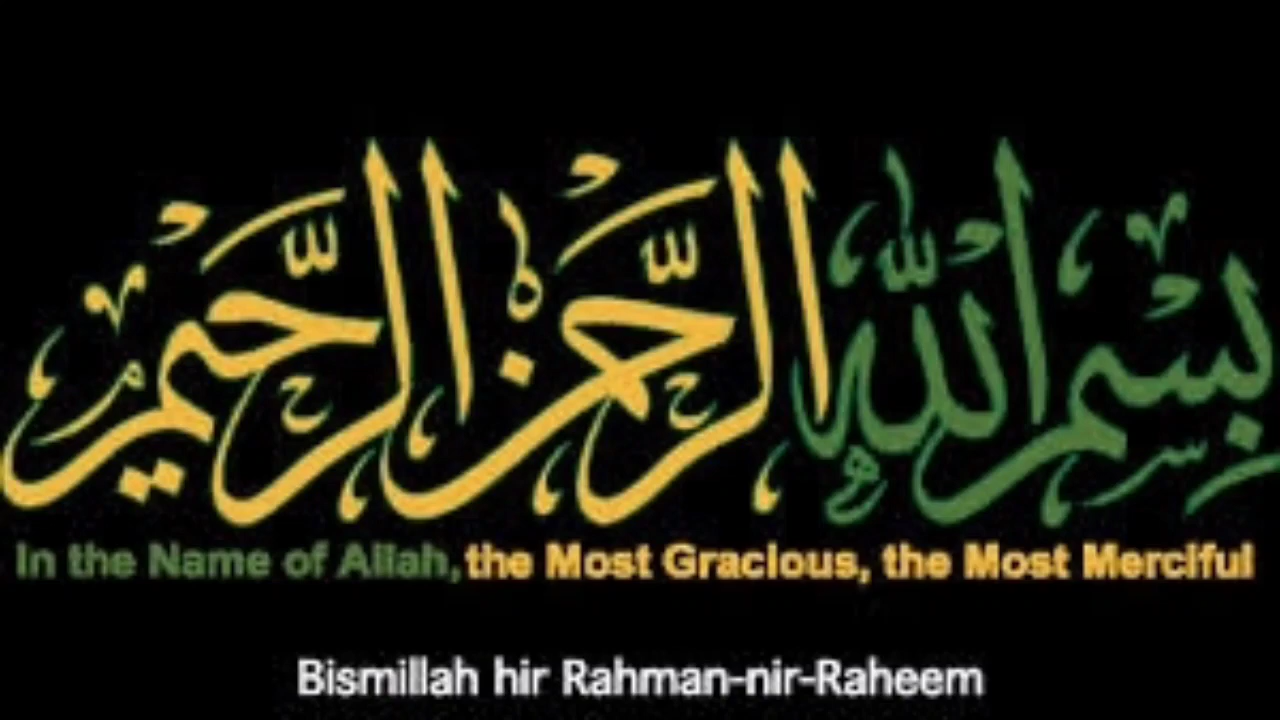 بسم الله الرحمن الرحيم
In the Name of Allah, the Most Gracious, the Most Merciful
Bismillah hir Rahman-nir-Raheem